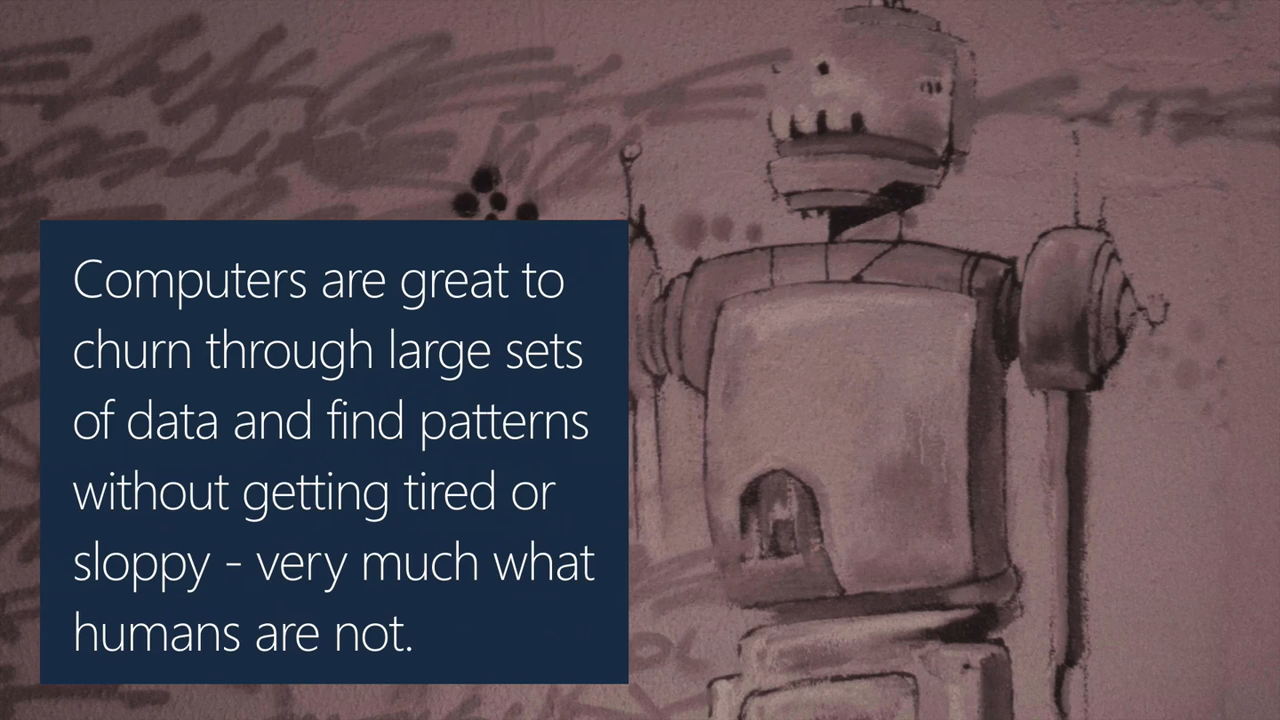 Computers are great to
churn through large sets
of data and find patterns
without getting tired or
sloppy - very much what
humans are not.